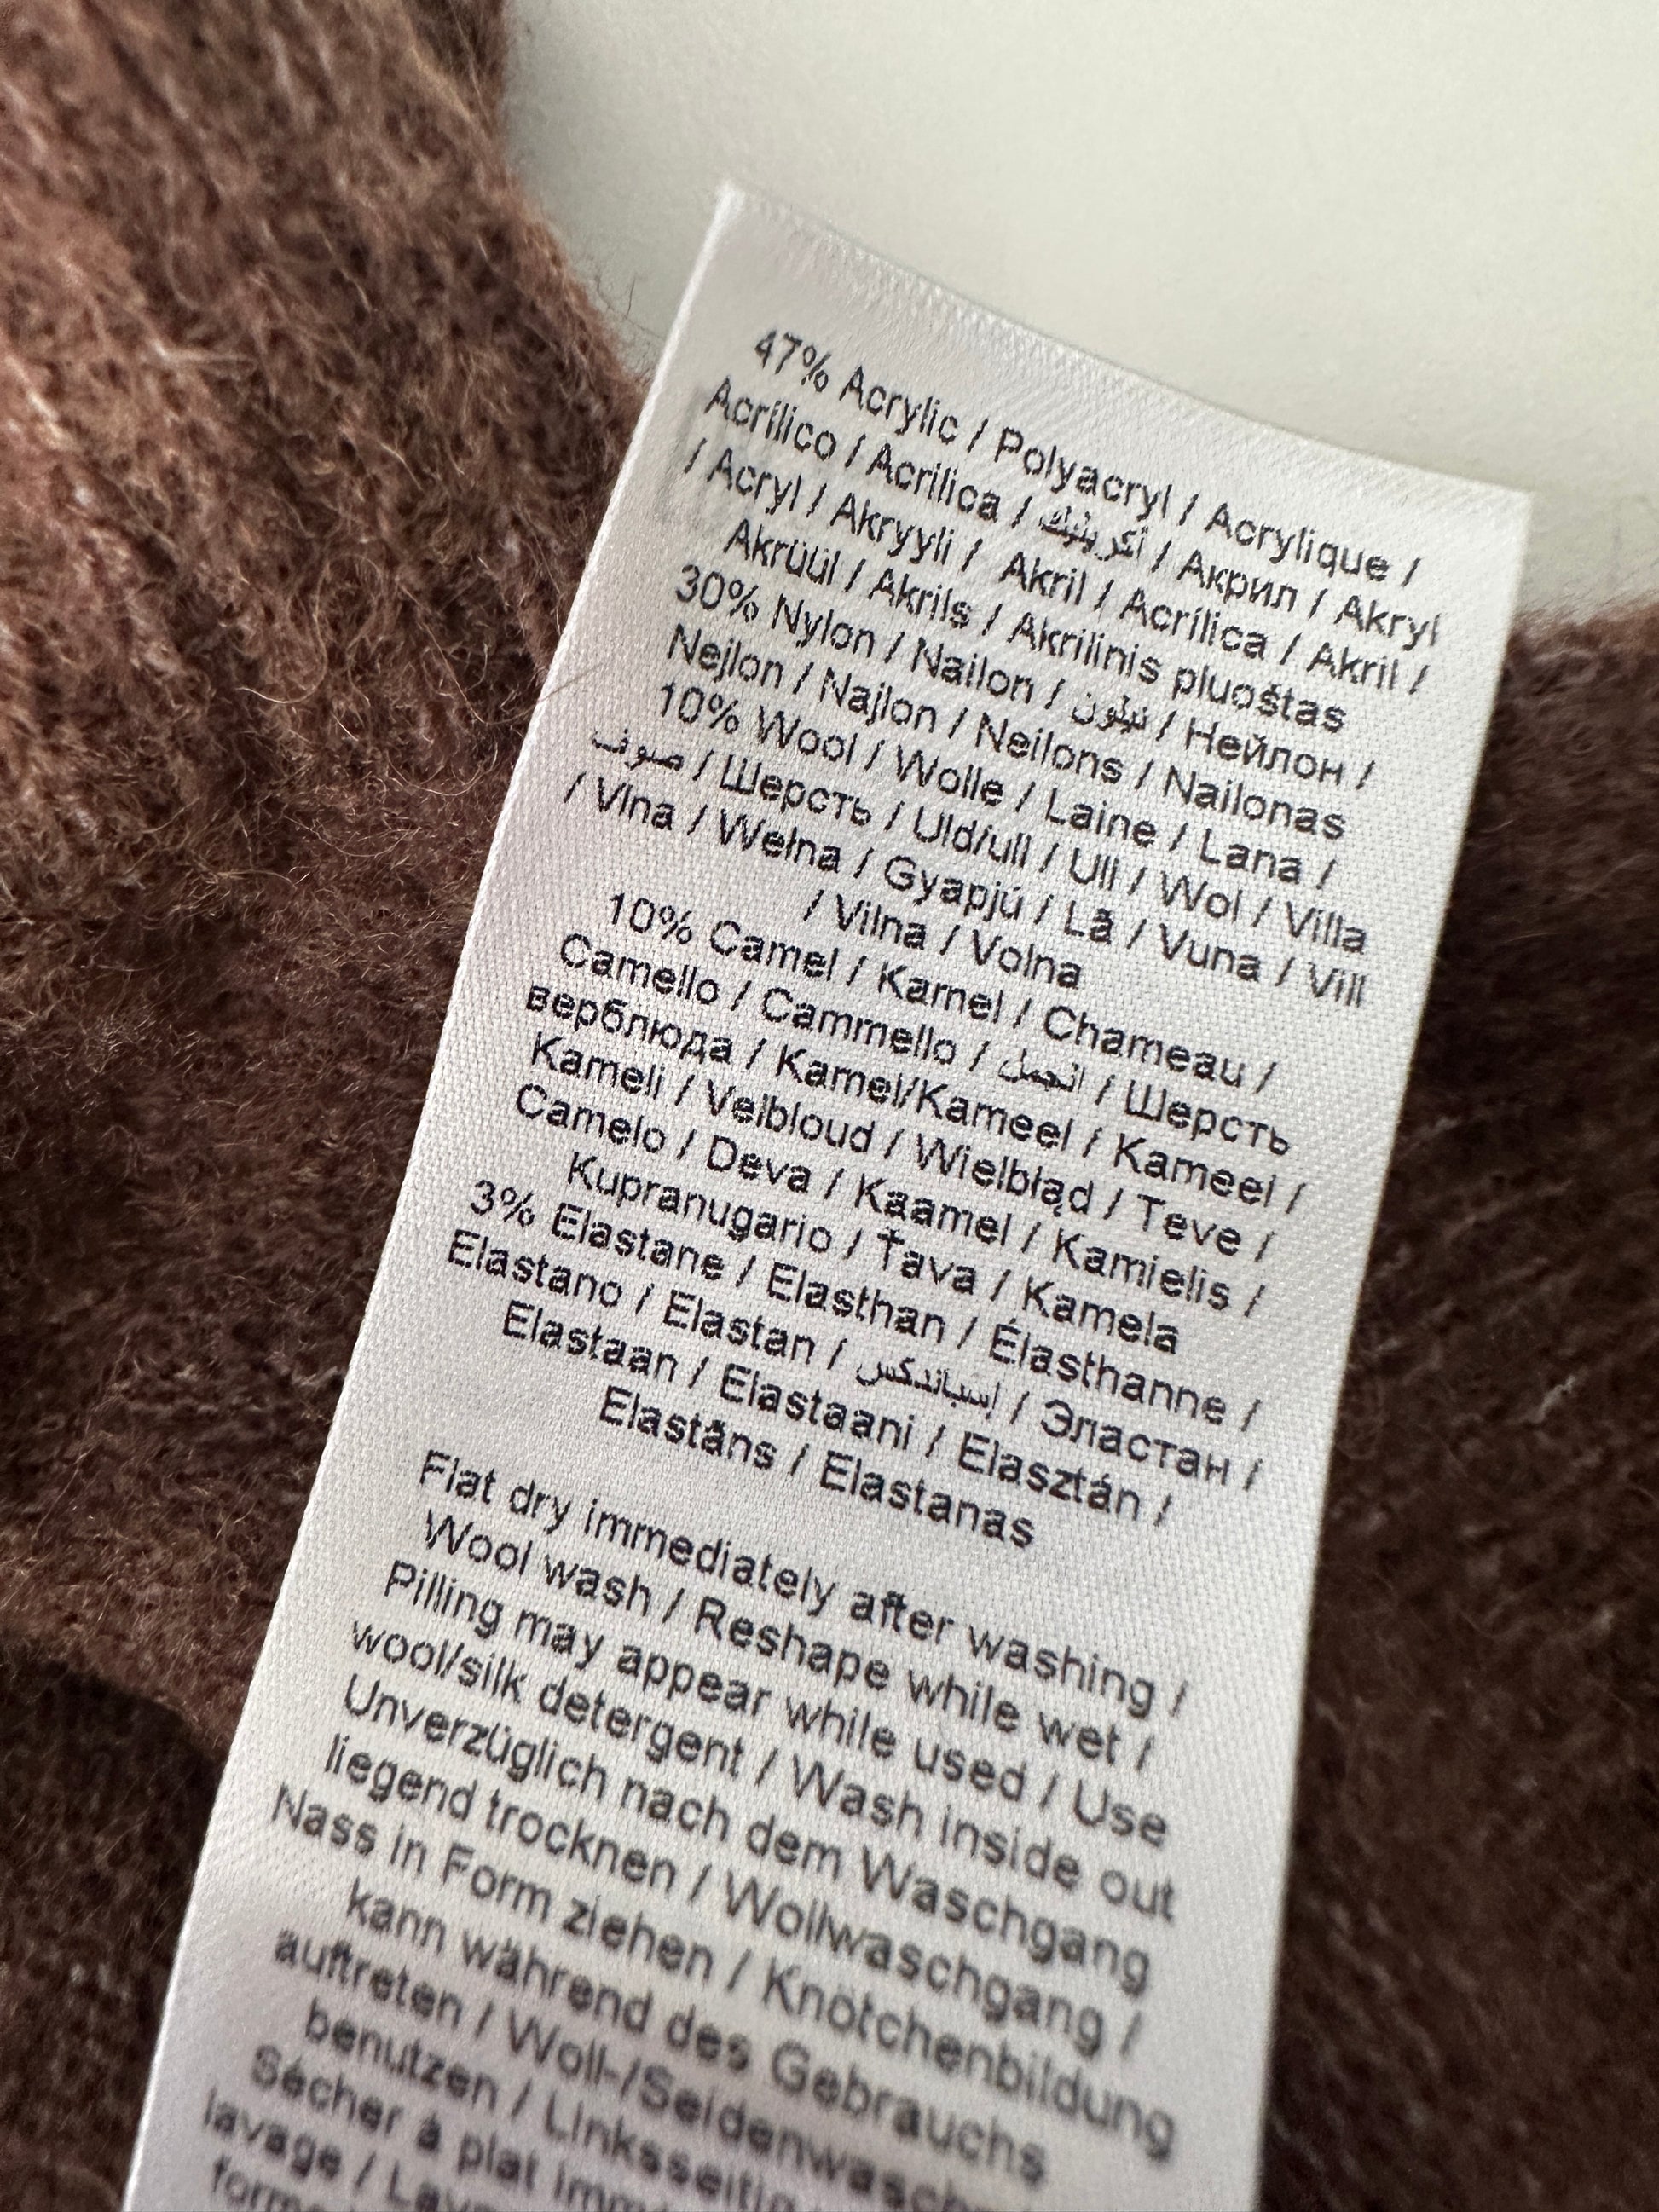 47% Acrylic / Polyacryl / Acrylique /
Acrílico / Acrilica / أكريليك / Акрил / Akryl
/ Acryl / Akryyli / Akril / Acrílica / Akril /
Akrüül / Akrils / Akrilinis pluoštas
30% Nylon / Nailon / نيلون / Нейлон /
Nejlon / Najlon / Neilons / Nailonas
10% Wool / Wolle / Laine / Lana /
صوف / Шерсть / Uld/ull / Ull / Wol / Villa
/ Vlna / Wełna / Gyapjú / Lã / Vuna / Vill
/ Vilna / Volna
10% Camel / Kamel / Chameau /
Camello / Cammello / الجمل / Шерсть
верблюда / Kamel/Kameel / Kameel /
Kameli / Velbloud / Wielbłąd / Teve /
Camelo / Deva / Kaamel / Kamielis /
Kupranugario / Ťava / Kamela
3% Elastane / Elasthan / Élasthanne /
Elastano / Elastan / إسباندكس / Эластан /
Elastaan / Elastaani / Elasztán /
Elastāns / Elastanas
Flat dry immediately after washing /
Wool wash / Reshape while wet /
Pilling may appear while used / Use
wool/silk detergent / Wash inside out
Unverzüglich nach dem Waschgang
liegend trocknen / Wollwaschgang /
Nass in Form ziehen / Knötchenbildung
kann während des Gebrauchs
auftreten / Woll-/Seidenwasch
benutzen / Linksseitig
Sécher à plat imm
lavage / Lav
form